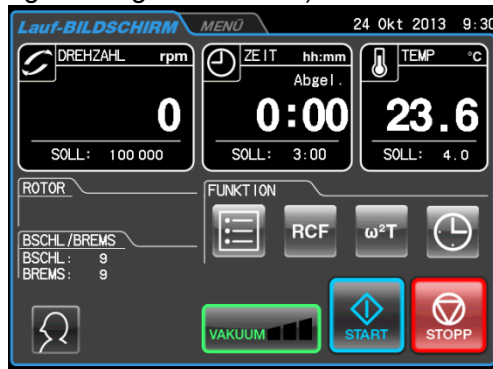 Lauf-BILDSCHIRM MENÜ 24 Okt 2013 9:30
DREHZAHL rpm
0
SOLL: 100 000
ZEIT hh:mm
Abgel.
0:00
SOLL: 3:00
TEMP °C
23.6
SOLL: 4.0
ROTOR
BSCHL/BREMS
BSCHL: 9
BREMS: 9
FUNKTION
RCF ω²T
VAKUUM
START
STOPP